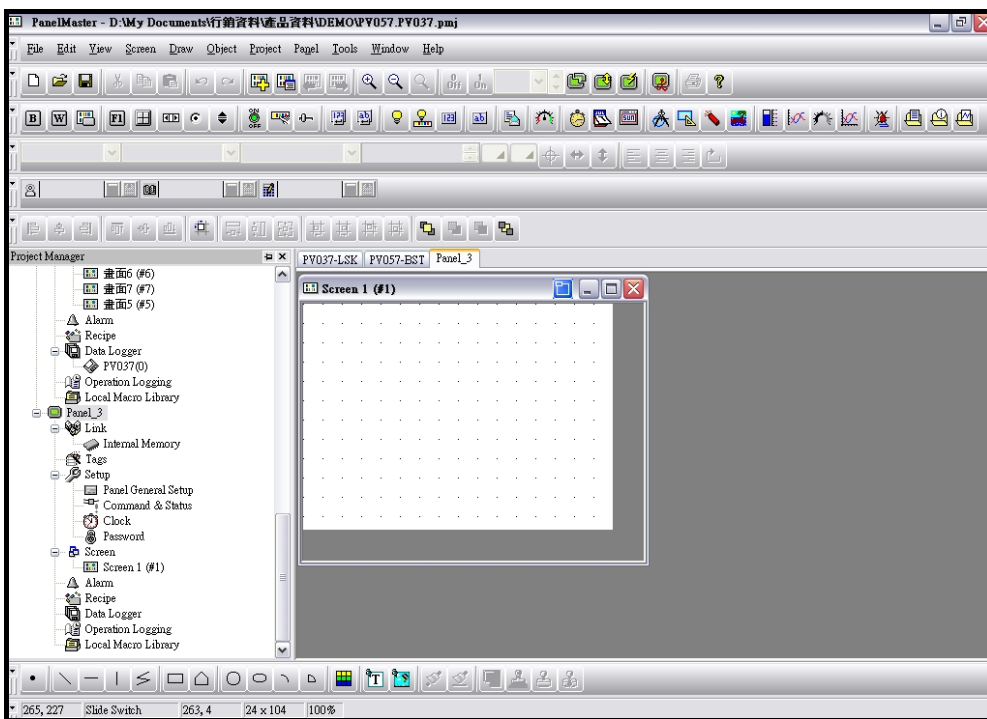 PanelMaster - D:\My Documents\行銷資料\產品資料\DEMO\PV057.PV037.pmj
File Edit View Screen Draw Object Project Panel Tools Window Help
Project Manager
PV037-LSK PV057-BST Panel_3
畫面6 (#6)
畫面7 (#7)
畫面5 (#5)
Alarm
Recipe
Data Logger
PV037(0)
Operation Logging
Local Macro Library
Panel_3
Link
Internal Memory
Tags
Setup
Panel General Setup
Command & Status
Clock
Password
Screen
Screen 1 (#1)
Alarm
Recipe
Data Logger
Operation Logging
Local Macro Library
Screen 1 (#1)
265, 227 Slide Switch 263, 4 24 x 104 100%